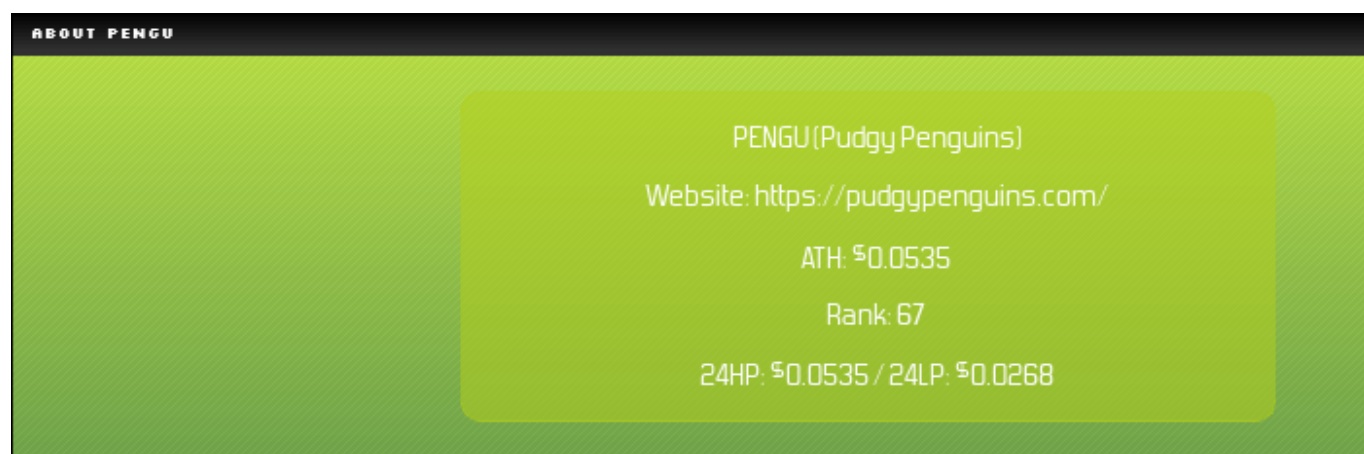 ABOUT PENGU
PENGU (Pudgy Penguins)
Website: https://pudgypenguins.com/
ATH: $0.0535
Rank: 67
24HP: $0.0535 / 24LP: $0.0268